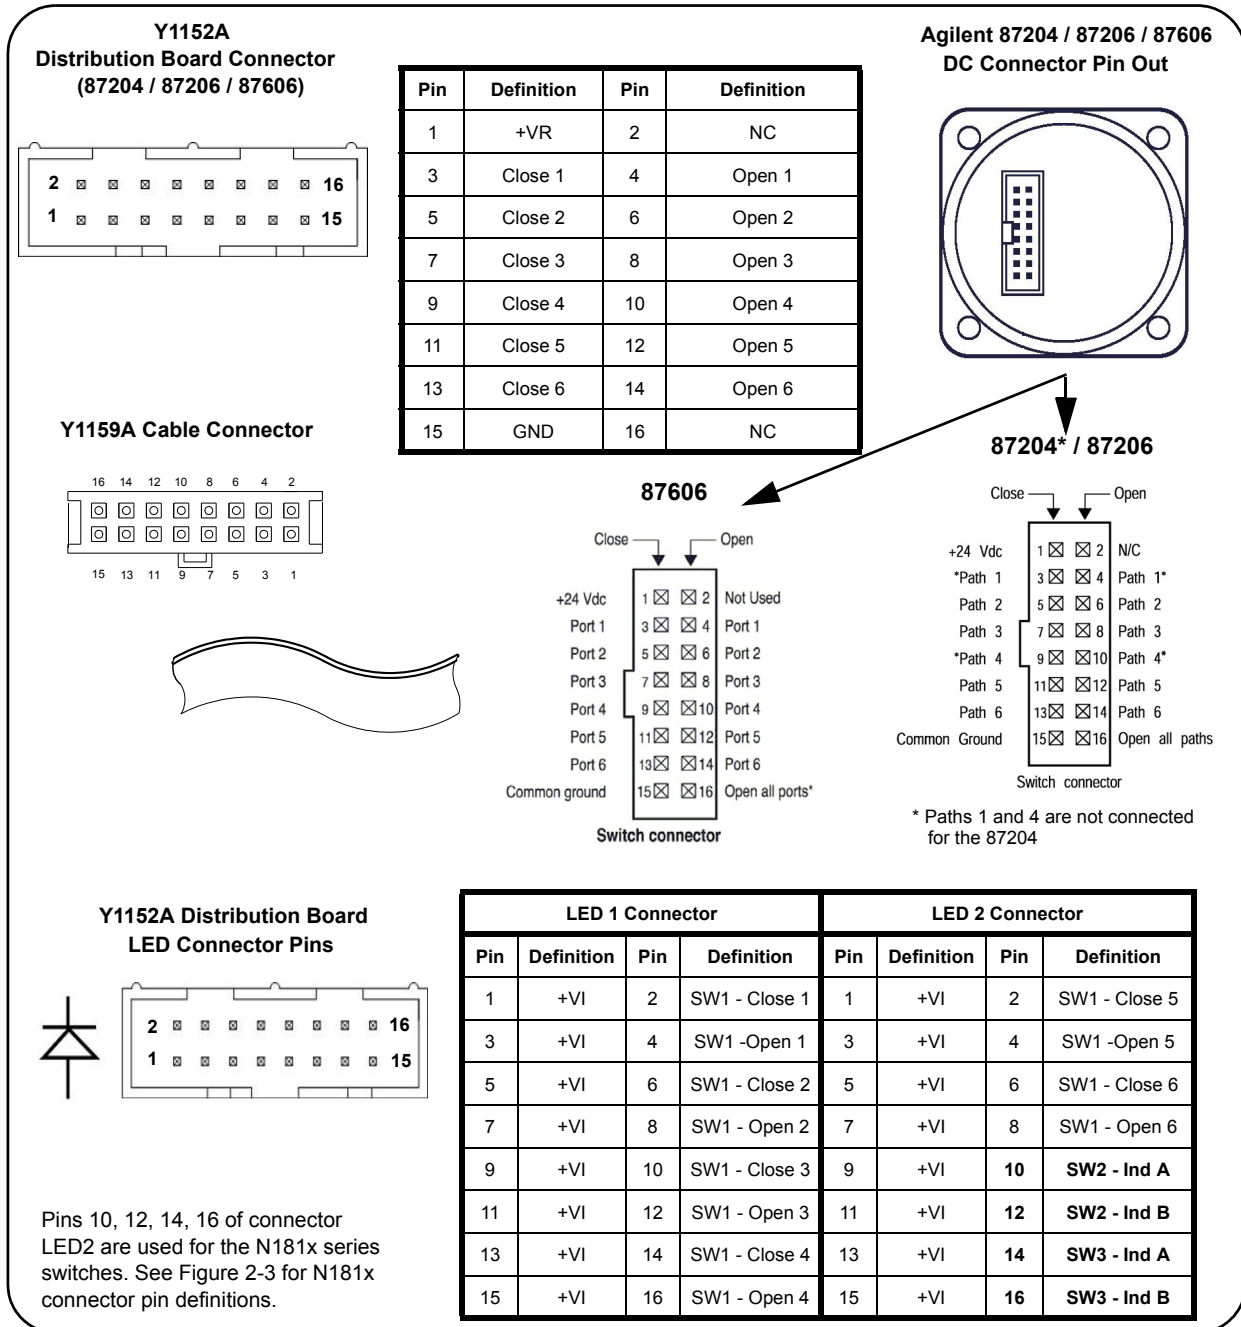 Y1152A
Distribution Board Connector
(87204 / 87206 / 87606)
2 16
1 15
Pin Definition Pin Definition
1 +VR 2 NC
3 Close 1 4 Open 1
5 Close 2 6 Open 2
7 Close 3 8 Open 3
9 Close 4 10 Open 4
11 Close 5 12 Open 5
13 Close 6 14 Open 6
15 GND 16 NC
Agilent 87204 / 87206 / 87606
DC Connector Pin Out
Y1159A Cable Connector
16 14 12 10 8 6 4 2
15 13 11 9 7 5 3 1
87606
Close Open
+24 Vdc 1 2 Not Used
Port 1 3 4 Port 1
Port 2 5 6 Port 2
Port 3 7 8 Port 3
Port 4 9 10 Port 4
Port 5 11 12 Port 5
Port 6 13 14 Port 6
Common ground 15 16 Open all ports*
Switch connector
87204* / 87206
Close Open
+24 Vdc 1 2 N/C
*Path 1 3 4 Path 1*
Path 2 5 6 Path 2
Path 3 7 8 Path 3
*Path 4 9 10 Path 4*
Path 5 11 12 Path 5
Path 6 13 14 Path 6
Common Ground 15 16 Open all paths
Switch connector
* Paths 1 and 4 are not connected
for the 87204
Y1152A Distribution Board
LED Connector Pins
2 16
1 15
Pins 10, 12, 14, 16 of connector
LED2 are used for the N181x series
switches. See Figure 2-3 for N181x
connector pin definitions.
LED 1 Connector LED 2 Connector
Pin Definition Pin Definition Pin Definition Pin Definition
1 +VI 2 SW1 - Close 1 1 +VI 2 SW1 - Close 5
3 +VI 4 SW1 -Open 1 3 +VI 4 SW1 -Open 5
5 +VI 6 SW1 - Close 2 5 +VI 6 SW1 - Close 6
7 +VI 8 SW1 - Open 2 7 +VI 8 SW1 - Open 6
9 +VI 10 SW1 - Close 3 9 +VI 10 SW2 - Ind A
11 +VI 12 SW1 - Open 3 11 +VI 12 SW2 - Ind B
13 +VI 14 SW1 - Close 4 13 +VI 14 SW3 - Ind A
15 +VI 16 SW1 - Open 4 15 +VI 16 SW3 - Ind B